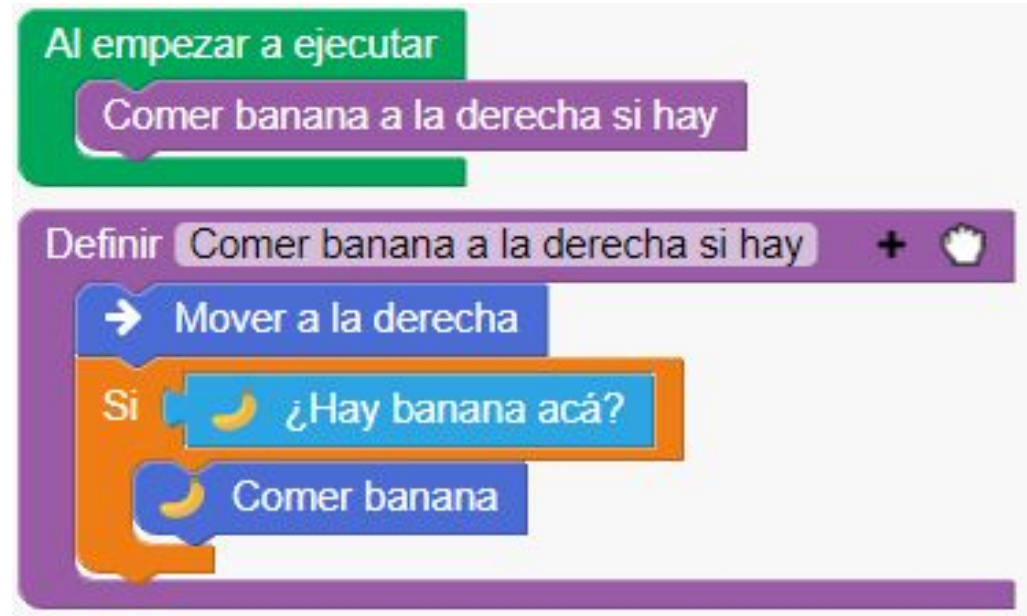 Al empezar a ejecutar
Comer banana a la derecha si hay
Definir Comer banana a la derecha si hay +
Mover a la derecha
Si ¿Hay banana acá?
Comer banana